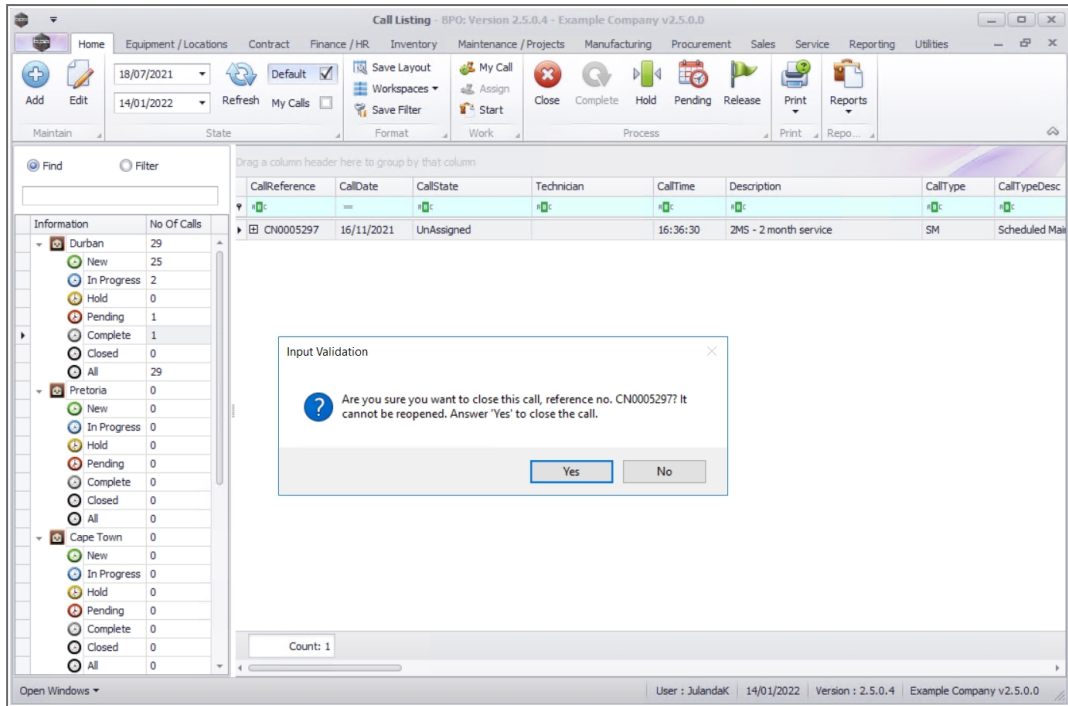 Call Listing - BPO: Version 2.5.0.4 - Example Company v2.5.0.0
Home Equipment / Locations Contract Finance / HR Inventory Maintenance / Projects Manufacturing Procurement Sales Service Reporting Utilities
Add Edit 18/07/2021 14/01/2022 Refresh Default My Calls Save Layout Workspaces Save Filter My Call Assign Start Close Complete Hold Pending Release Print Reports
Maintain State Format Work Process Print Repo...
Find Filter
Drag a column header here to group by that column
CallReference CallDate CallState Technician CallTime Description CallType CallTypeDesc
CN0005297 16/11/2021 UnAssigned 16:36:30 2MS - 2 month service SM Scheduled Mai
Information No Of Calls
Durban 29
New 25
In Progress 2
Hold 0
Pending 1
Complete 1
Closed 0
All 29
Pretoria 0
New 0
In Progress 0
Hold 0
Pending 0
Complete 0
Closed 0
All 0
Cape Town 0
New 0
In Progress 0
Hold 0
Pending 0
Complete 0
Closed 0
All 0
Input Validation
Are you sure you want to close this call, reference no. CN0005297? It
cannot be reopened. Answer 'Yes' to close the call.
Yes No
Count: 1
Open Windows User : JulandaK 14/01/2022 Version : 2.5.0.4 Example Company v2.5.0.0